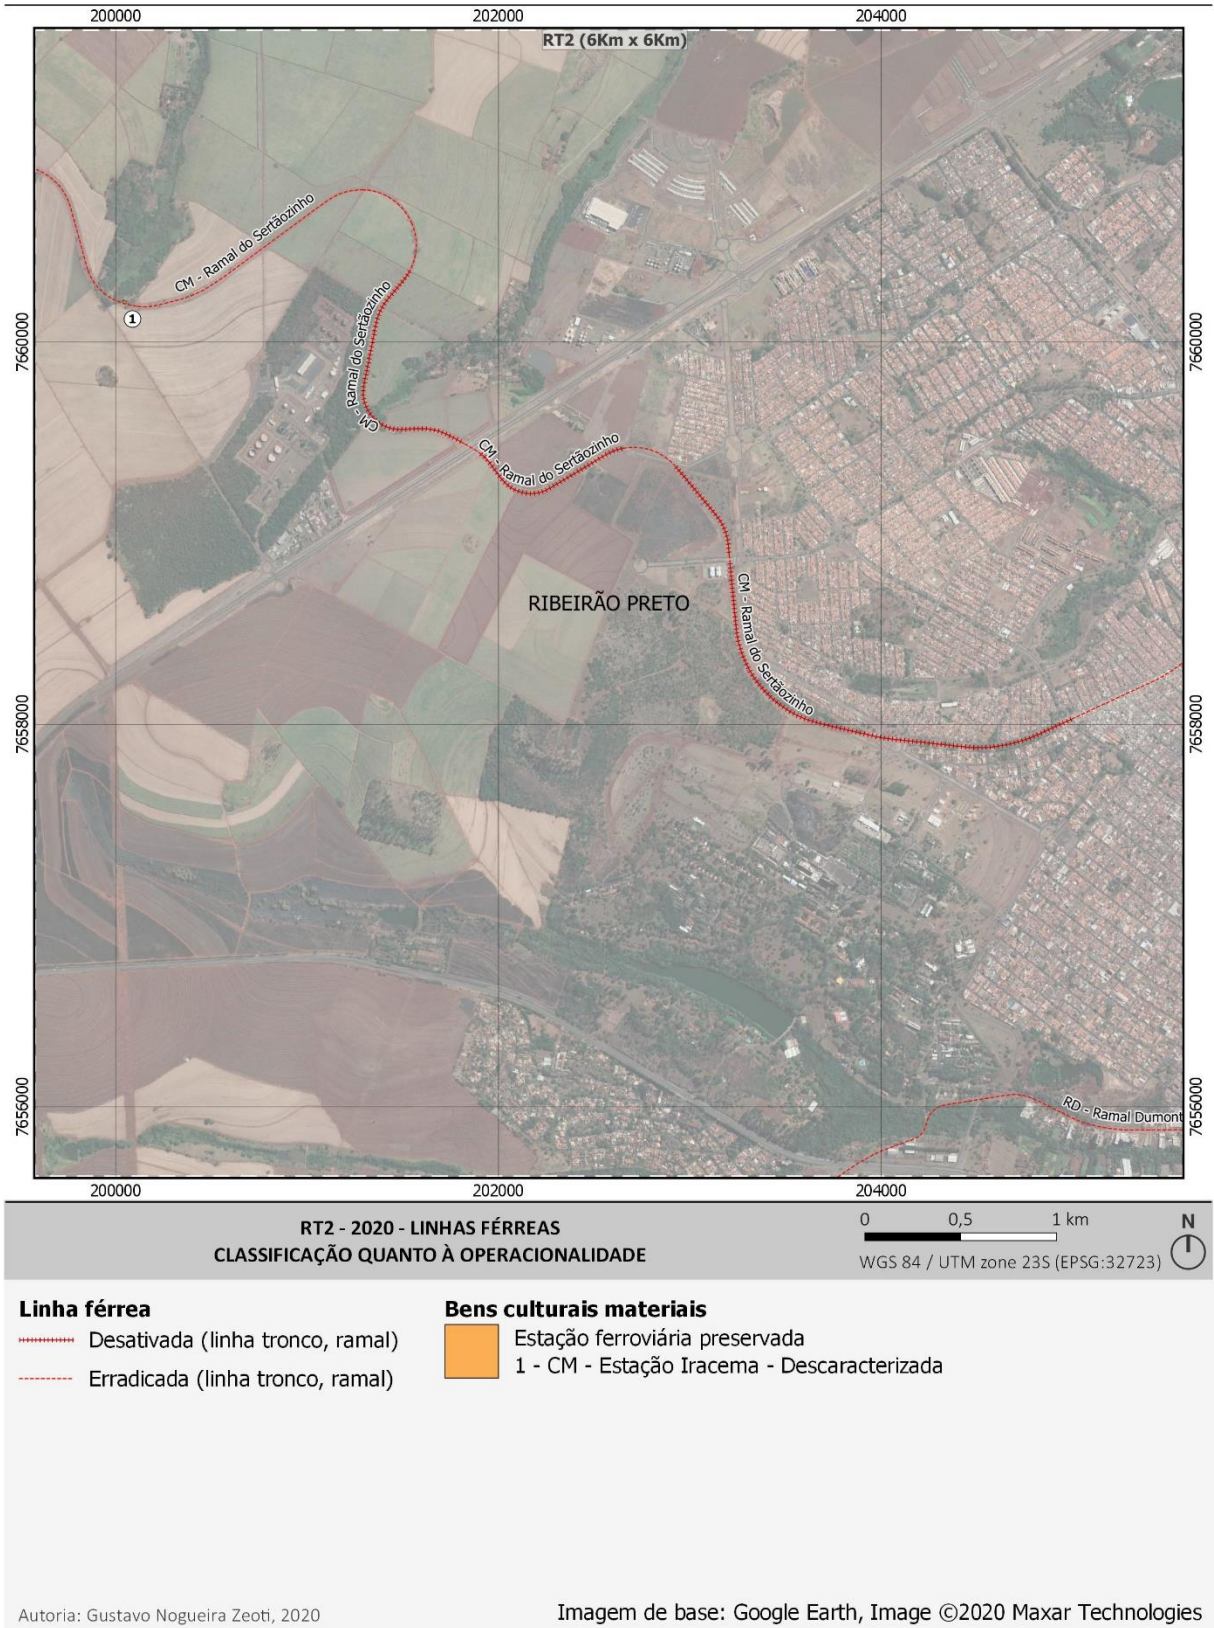 200000 202000 204000
RT2 (6Km x 6Km)
CM - Ramal do Sertãozinho
1
7660000
CM - Ramal do Sertãozinho
7660000
CM - Ramal do Sertãozinho
RIBEIRÃO PRETO
CM - Ramal do Sertãozinho
7658000
7658000
7656000
RD - Ramal Dumont
7656000
200000 202000 204000
RT2 - 2020 - LINHAS FÉRREAS
CLASSIFICAÇÃO QUANTO À OPERACIONALIDADE
0 0,5 1 km
N
WGS 84 / UTM zone 23S (EPSG:32723)
Linha férrea
Desativada (linha tronco, ramal)
Erradicada (linha tronco, ramal)
Bens culturais materiais
Estação ferroviária preservada
1 - CM - Estação Iracema - Descaracterizada
Autoria: Gustavo Nogueira Zeoti, 2020
Imagem de base: Google Earth, Image ©2020 Maxar Technologies